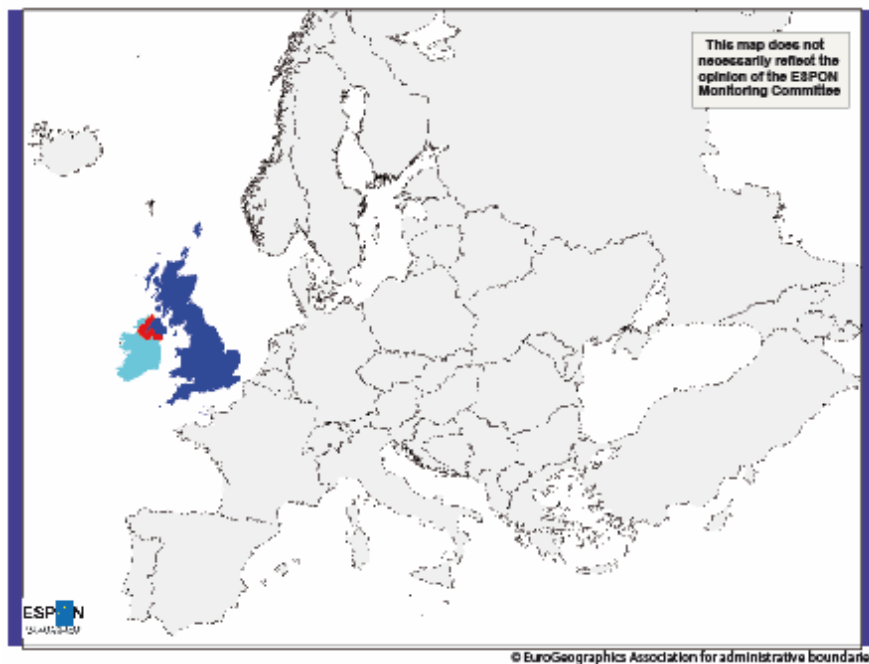 This map does not
necessarily reflect the
opinion of the ESPON
Monitoring Committee
ESPON
© EuroGeographics Association for administrative boundarie